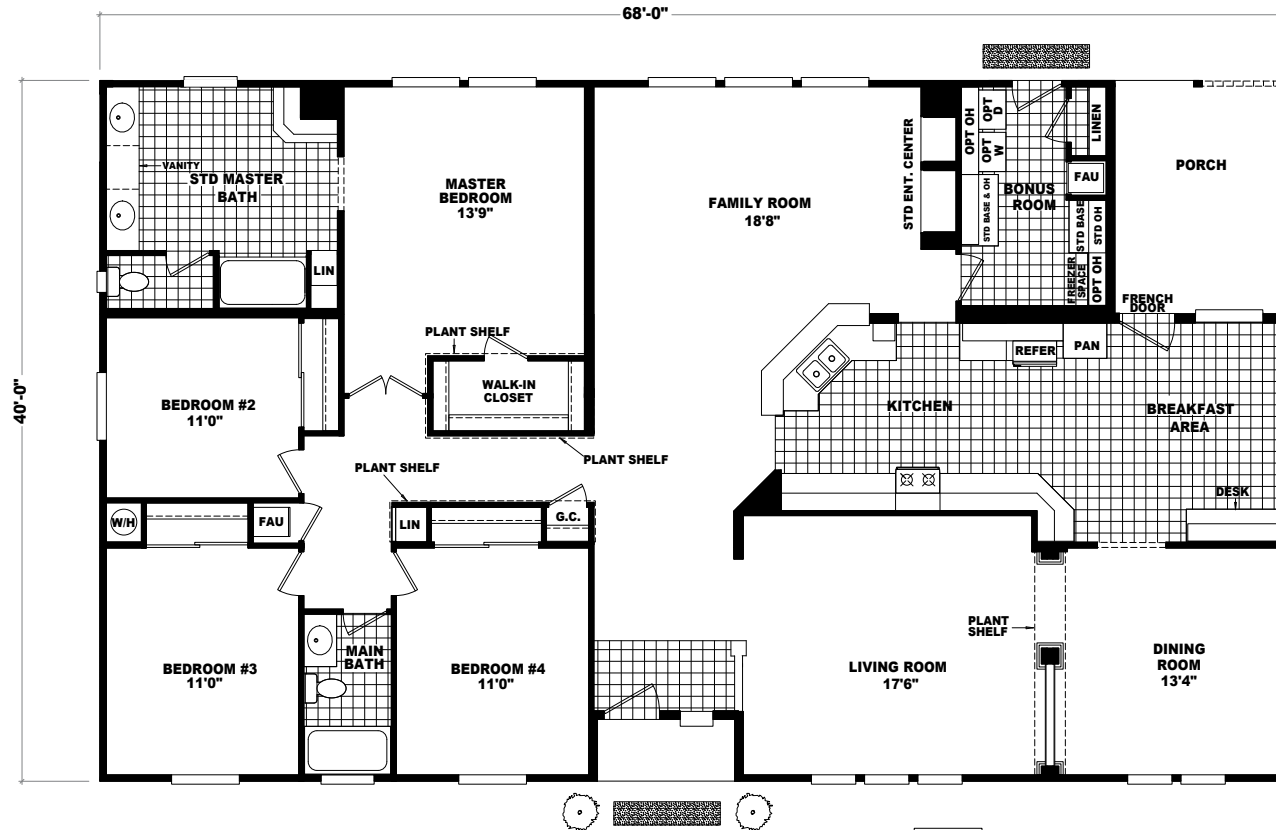 68'-0"
40'-0"
VANITY
STD MASTER
BATH
LIN
MASTER
BEDROOM
13'9"
FAMILY ROOM
18'8"
STD ENT. CENTER
OPT OH
OPT
D
OPT
W
STD BASE & OH
BONUS
ROOM
LINEN
FAU
STD BASE
STD OH
FREEZER
SPACE
OPT OH
PORCH
FRENCH
DOOR
PLANT SHELF
WALK-IN
CLOSET
PLANT SHELF
BEDROOM #2
11'0"
REFER
PAN
KITCHEN
BREAKFAST
AREA
DESK
PLANT SHELF
W/H
FAU
LIN
G.C.
BEDROOM #3
11'0"
MAIN
BATH
BEDROOM #4
11'0"
LIVING ROOM
17'6"
PLANT
SHELF
DINING
ROOM
13'4"